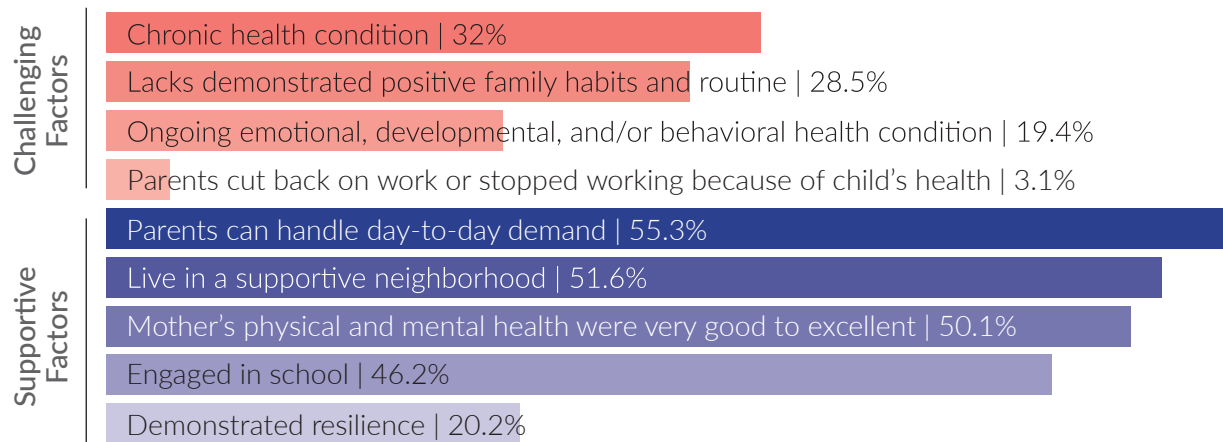 Challenging
Factors
Chronic health condition | 32%
Lacks demonstrated positive family habits and routine | 28.5%
Ongoing emotional, developmental, and/or behavioral health condition | 19.4%
Parents cut back on work or stopped working because of child’s health | 3.1%
Supportive
Factors
Parents can handle day-to-day demand | 55.3%
Live in a supportive neighborhood | 51.6%
Mother’s physical and mental health were very good to excellent | 50.1%
Engaged in school | 46.2%
Demonstrated resilience | 20.2%